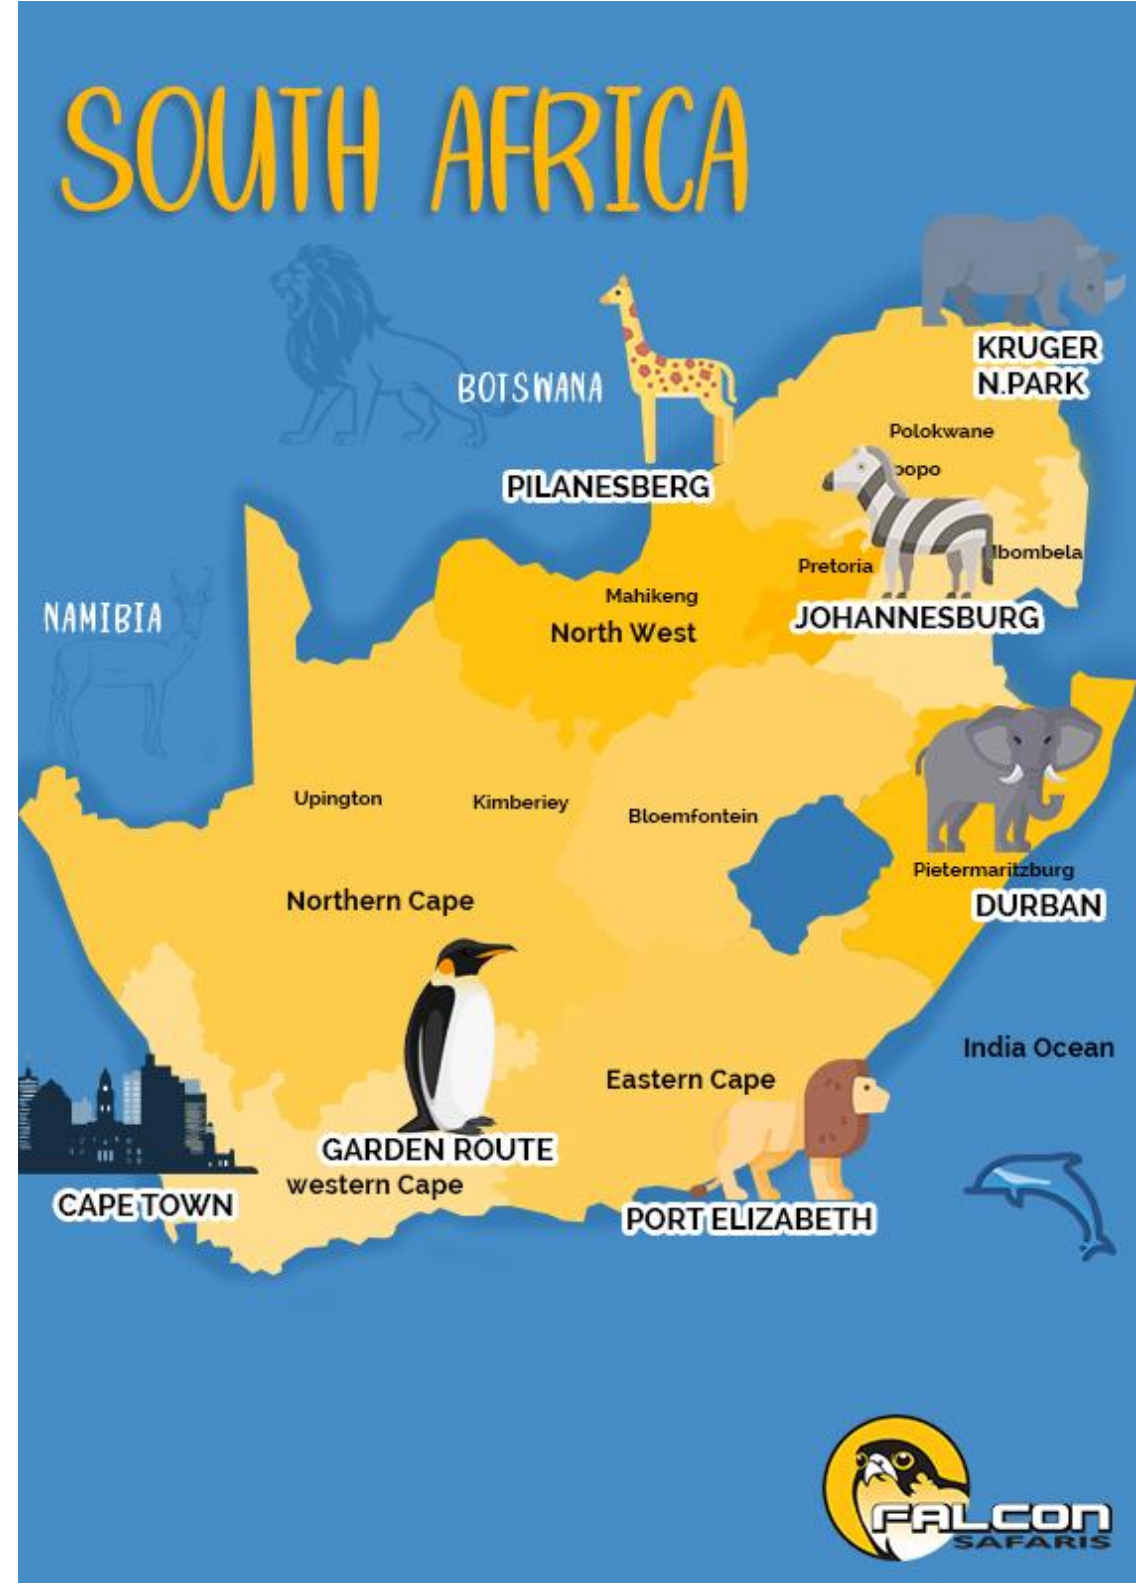 SOUTH AFRICA
BOTSWANA
KRUGER
N.PARK
Polokwane
PILANESBERG
Pretoria
Mahikeng
JOHANNESBURG
NAMIBIA
North West
Upington
Kimberiey
Bloemfontein
Pietermaritzburg
DURBAN
Northern Cape
India Ocean
Eastern Cape
GARDEN ROUTE
western Cape
CAPE TOWN
PORT ELIZABETH
FALCON
SAFARIS